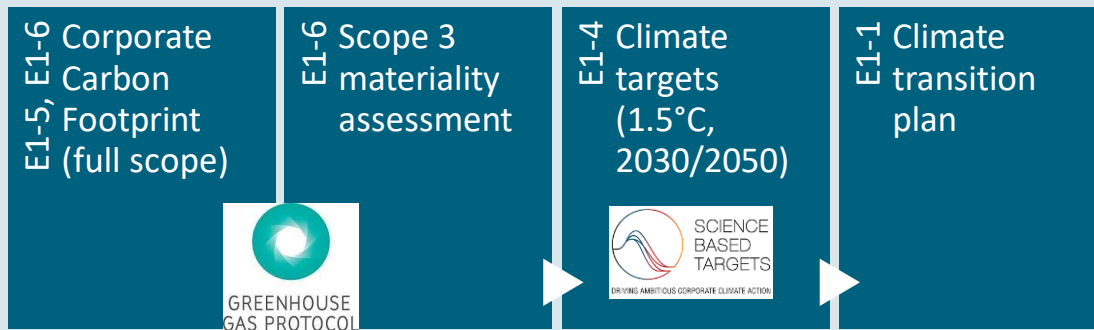 E1-5, E1-6
Corporate
Carbon
Footprint
(full scope)
E1-6
Scope 3
materiality
assessment
E1-4
Climate
targets
(1.5°C,
2030/2050)
E1-1
Climate
transition
plan
GREENHOUSE
GAS PROTOCOL
SCIENCE
BASED
TARGETS
DRIVING AMBITIOUS CORPORATE CLIMATE ACTION